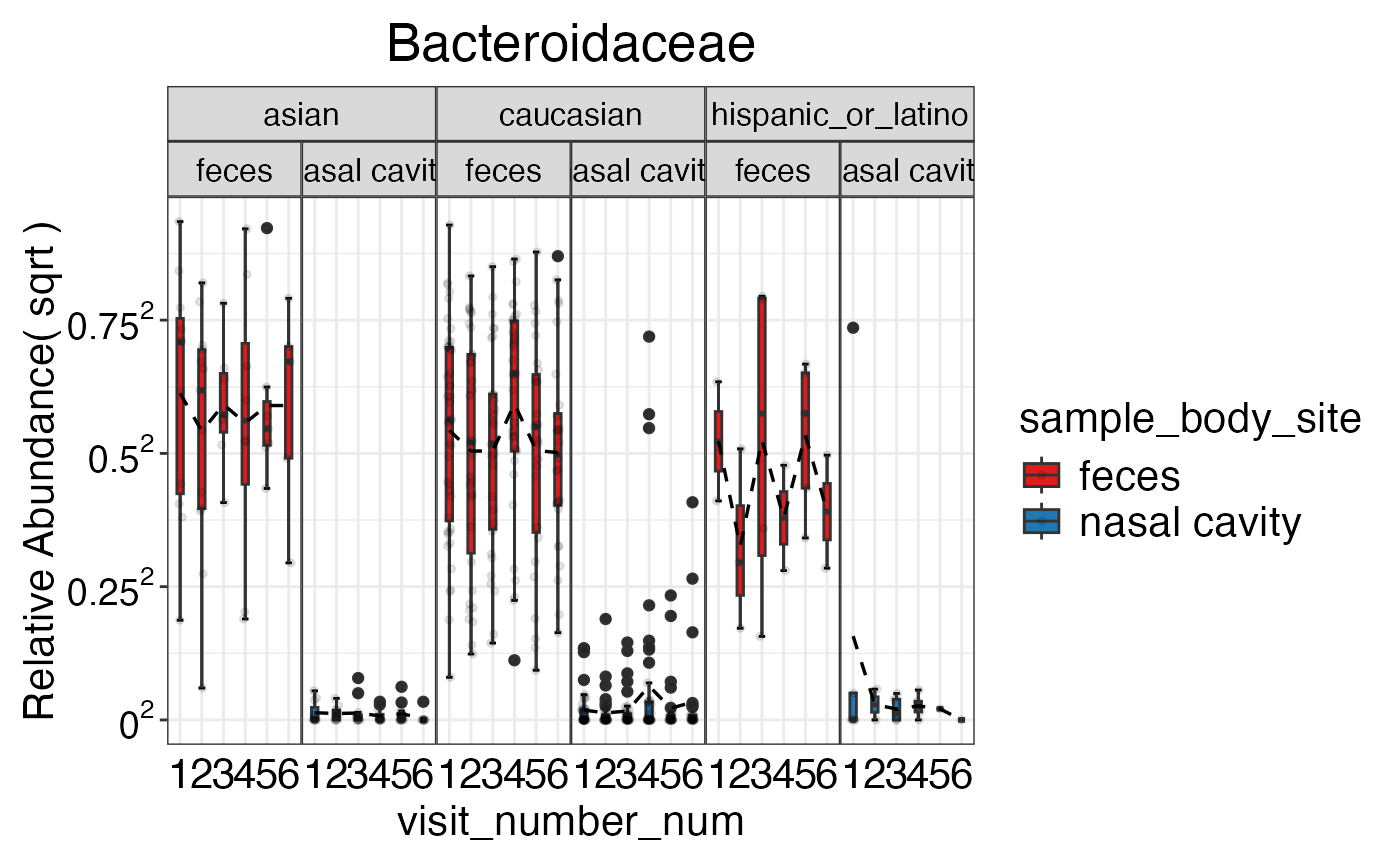 Bacteroidaceae
asian caucasian hispanic_or_latino
feces asal cavit feces asal cavit feces asal cavit
Relative Abundance( sqrt )
0.75²
0.5²
0.25²
0²
123456 123456 123456 123456 123456 123456
visit_number_num
sample_body_site
feces
nasal cavity